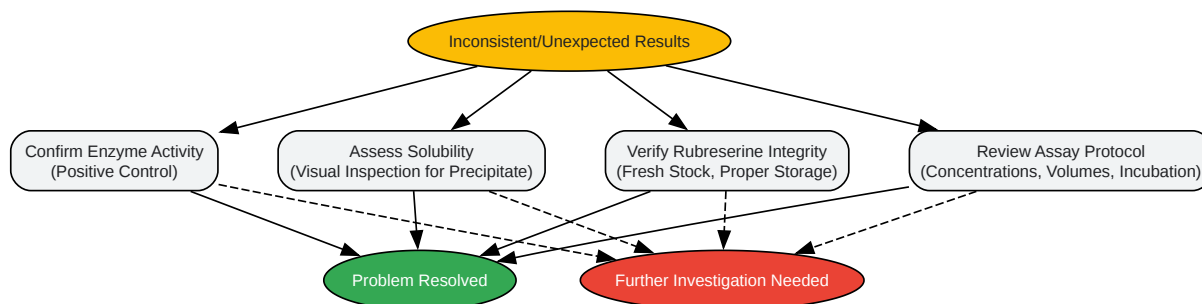 Inconsistent/Unexpected Results
Confirm Enzyme Activity
(Positive Control)
Assess Solubility
(Visual Inspection for Precipitate)
Verify Rubreserine Integrity
(Fresh Stock, Proper Storage)
Review Assay Protocol
(Concentrations, Volumes, Incubation)
Problem Resolved
Further Investigation Needed